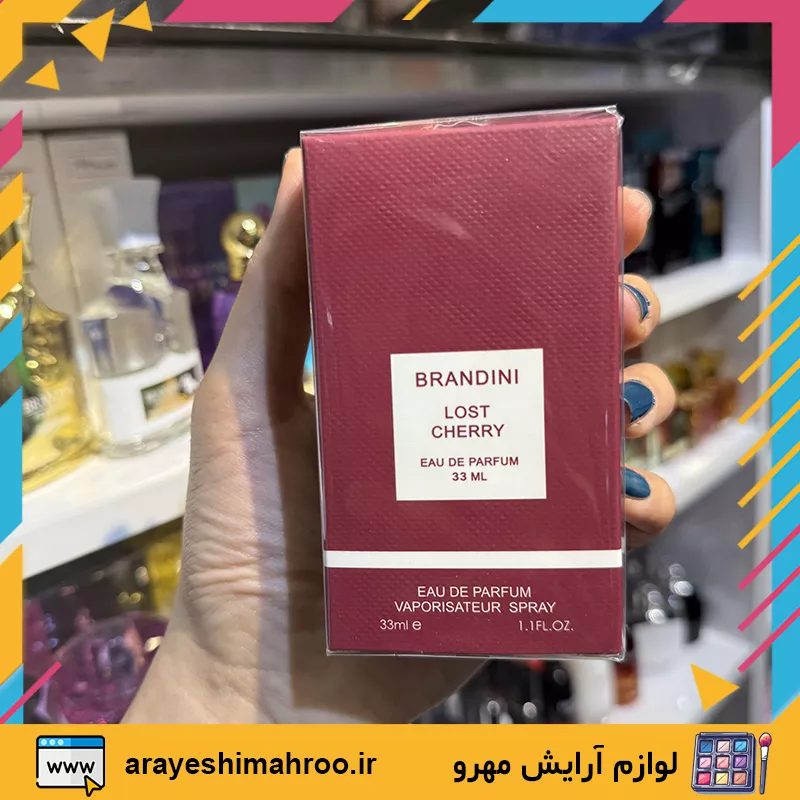 BRANDINI
LOST
CHERRY
EAU DE PARFUM
33 ML
EAU DE PARFUM
VAPORISATEUR SPRAY
33ml e 1.1FL.OZ.
لوازم آرایش مهرو
arayeshimahroo.ir
www